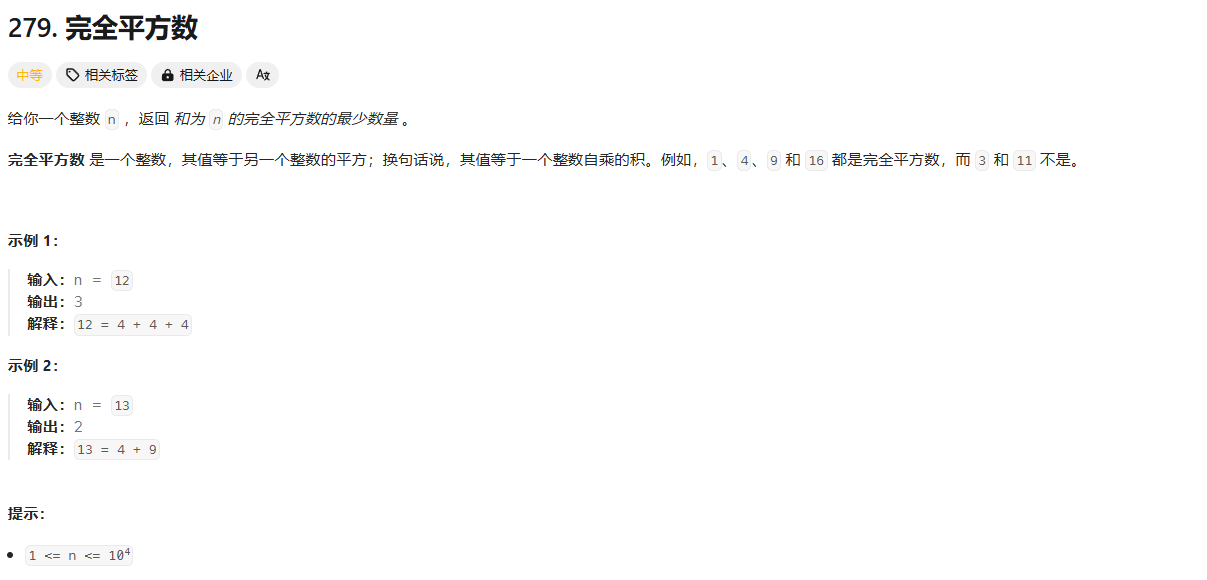 279. 完全平方数
中等 相关标签 相关企业 A文
给你一个整数 n ，返回 和为 n 的完全平方数的最少数量 。
完全平方数 是一个整数，其值等于另一个整数的平方；换句话说，其值等于一个整数自乘的积。例如，1、4、9 和 16 都是完全平方数，而 3 和 11 不是。
示例 1：
输入：n = 12
输出：3
解释：12 = 4 + 4 + 4
示例 2：
输入：n = 13
输出：2
解释：13 = 4 + 9
提示：
• 1 <= n <= 10⁴